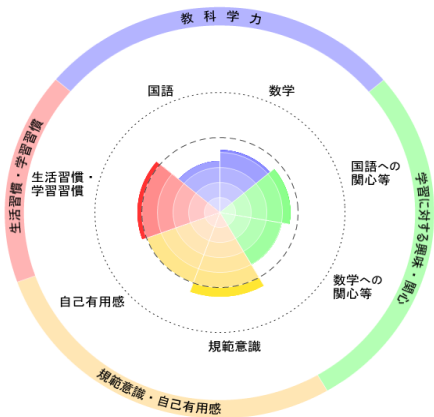 教科学力
国語
数学
生活習慣・学習習慣
生活習慣・
学習習慣
国語への
関心等
学習に対する興味・関心
数学への
関心等
自己有用感
規範意識
規範意識・自己有用感